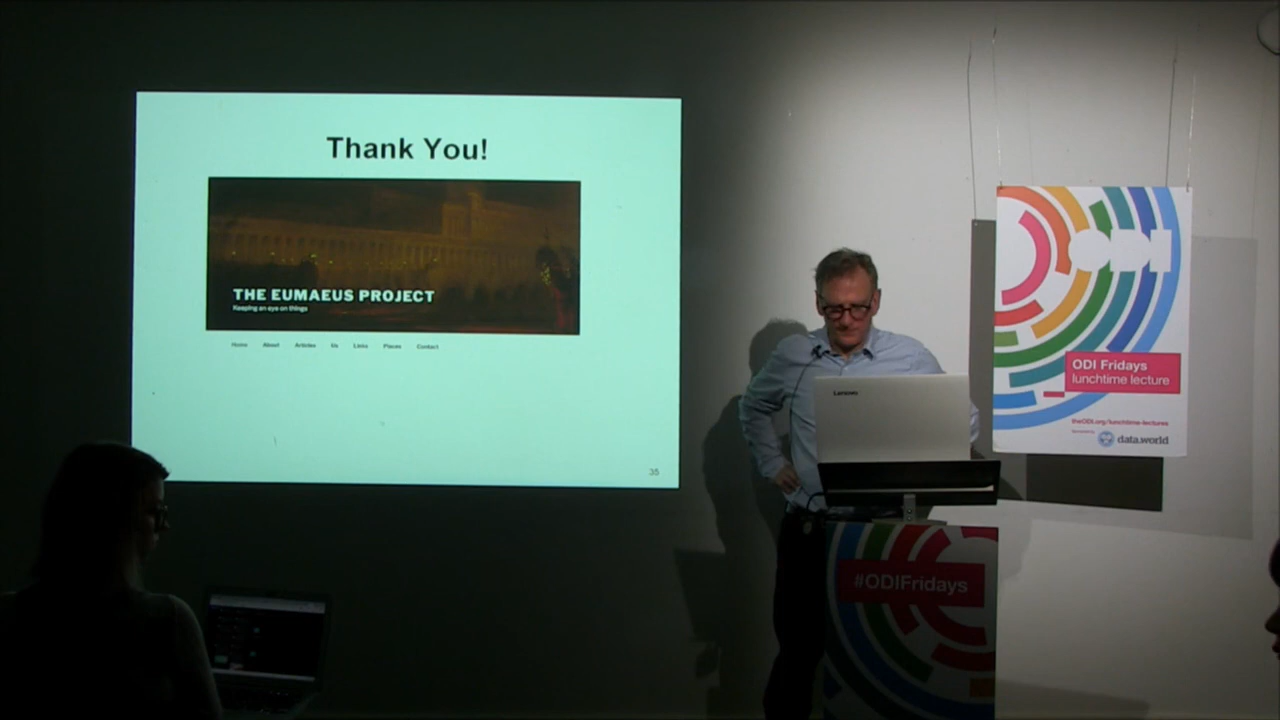 Thank You!
THE EUMAEUS PROJECT
Keeping an eye on things
Home About Articles Us Links Places Contact
35
Lenovo
ODI Fridays
lunchtime lecture
theODI.org/lunchtime-lectures
data.world
#ODIFridays